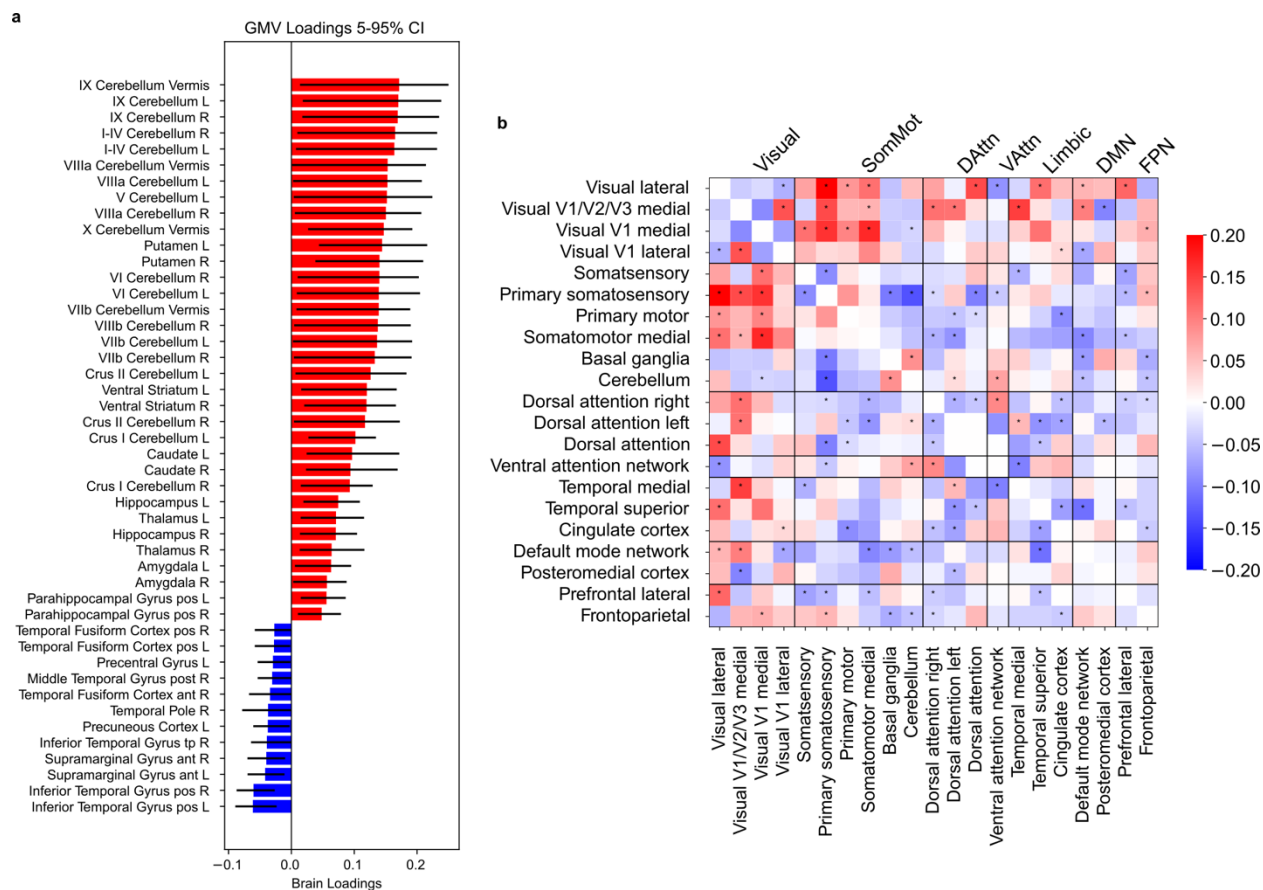 a
GMV Loadings 5-95% CI
IX Cerebellum Vermis
IX Cerebellum L
IX Cerebellum R
I-IV Cerebellum R
I-IV Cerebellum L
VIIIa Cerebellum Vermis
VIIIa Cerebellum L
V Cerebellum L
VIIIa Cerebellum R
X Cerebellum Vermis
Putamen L
Putamen R
VI Cerebellum R
VI Cerebellum L
VIIb Cerebellum Vermis
VIIIb Cerebellum R
VIIb Cerebellum L
VIIb Cerebellum R
Crus II Cerebellum L
Ventral Striatum L
Ventral Striatum R
Crus II Cerebellum R
Crus I Cerebellum L
Caudate L
Caudate R
Crus I Cerebellum R
Hippocampus L
Thalamus L
Hippocampus R
Thalamus R
Amygdala L
Amygdala R
Parahippocampal Gyrus pos L
Parahippocampal Gyrus pos R
Temporal Fusiform Cortex pos R
Temporal Fusiform Cortex pos L
Precentral Gyrus L
Middle Temporal Gyrus post R
Temporal Fusiform Cortex ant R
Temporal Pole R
Precuneous Cortex L
Inferior Temporal Gyrus tp R
Supramarginal Gyrus ant R
Supramarginal Gyrus ant L
Inferior Temporal Gyrus pos R
Inferior Temporal Gyrus pos L
−0.1 0.0 0.1 0.2
Brain Loadings
b
Visual SomMot DAttn VAttn Limbic DMN FPN
Visual lateral
Visual V1/V2/V3 medial
Visual V1 medial
Visual V1 lateral
Somatsensory
Primary somatosensory
Primary motor
Somatomotor medial
Basal ganglia
Cerebellum
Dorsal attention right
Dorsal attention left
Dorsal attention
Ventral attention network
Temporal medial
Temporal superior
Cingulate cortex
Default mode network
Posteromedial cortex
Prefrontal lateral
Frontoparietal
Visual lateral
Visual V1/V2/V3 medial
Visual V1 medial
Visual V1 lateral
Somatsensory
Primary somatosensory
Primary motor
Somatomotor medial
Basal ganglia
Cerebellum
Dorsal attention right
Dorsal attention left
Dorsal attention
Ventral attention network
Temporal medial
Temporal superior
Cingulate cortex
Default mode network
Posteromedial cortex
Prefrontal lateral
Frontoparietal
0.20
0.15
0.10
0.05
0.00
−0.05
−0.10
−0.15
−0.20